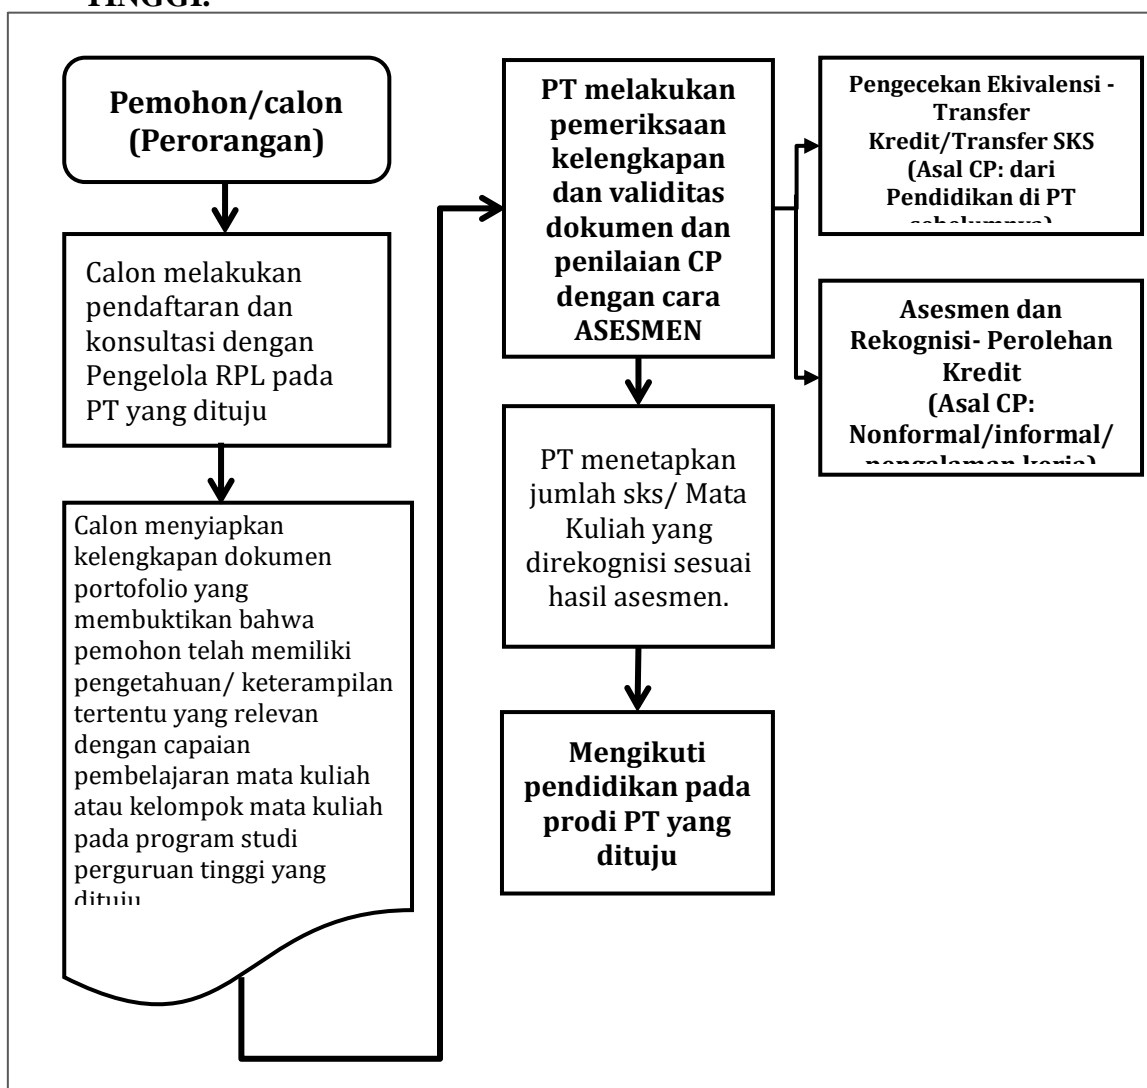 TINGGI.
Pemohon/calon
(Perorangan)
Calon melakukan
pendaftaran dan
konsultasi dengan
Pengelola RPL pada
PT yang dituju
Calon menyiapkan
kelengkapan dokumen
portofolio yang
membuktikan bahwa
pemohon telah memiliki
pengetahuan/ keterampilan
tertentu yang relevan
dengan capaian
pembelajaran mata kuliah
atau kelompok mata kuliah
pada program studi
perguruan tinggi yang
dituju
PT melakukan
pemeriksaan
kelengkapan
dan validitas
dokumen dan
penilaian CP
dengan cara
ASESMEN
PT menetapkan
jumlah sks/ Mata
Kuliah yang
direkognisi sesuai
hasil asesmen.
Mengikuti
pendidikan pada
prodi PT yang
dituju
Pengecekan Ekivalensi -
Transfer
Kredit/Transfer SKS
(Asal CP: dari
Pendidikan di PT
sebelumnya)
Asesmen dan
Rekognisi- Perolehan
Kredit
(Asal CP:
Nonformal/informal/
pengalaman kerja)